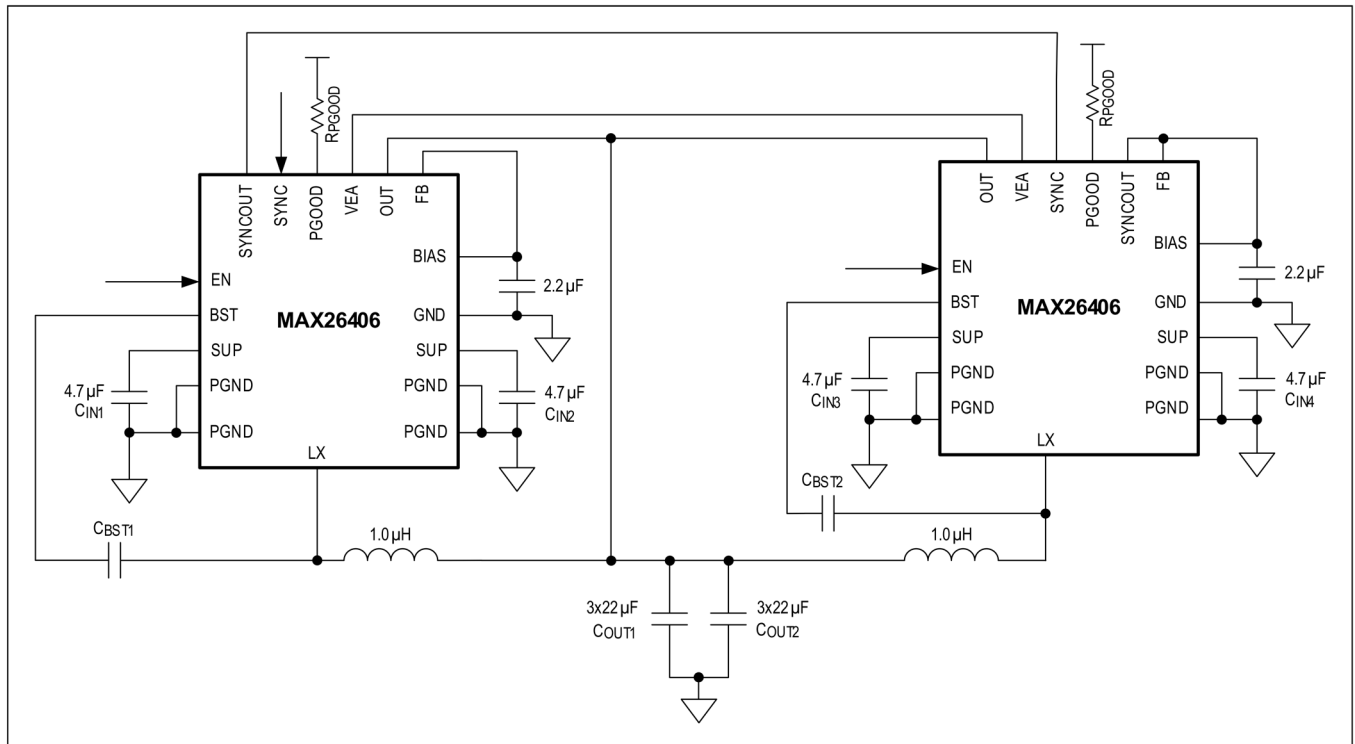 RPGOOD
RPGOOD
SYNCOUT
SYNC
PGOOD
VEA
OUT
FB
BIAS
EN
BST
MAX26406
GND
SUP
SUP
PGND
PGND
PGND
PGND
LX
2.2µF
4.7µF
CIN1
4.7µF
CIN2
CBST1
1.0µH
OUT
VEA
SYNC
PGOOD
SYNCOUT
FB
BIAS
EN
BST
MAX26406
GND
SUP
SUP
PGND
PGND
PGND
PGND
LX
2.2µF
4.7µF
CIN3
4.7µF
CIN4
CBST2
1.0µH
3x22µF
COUT1
3x22µF
COUT2